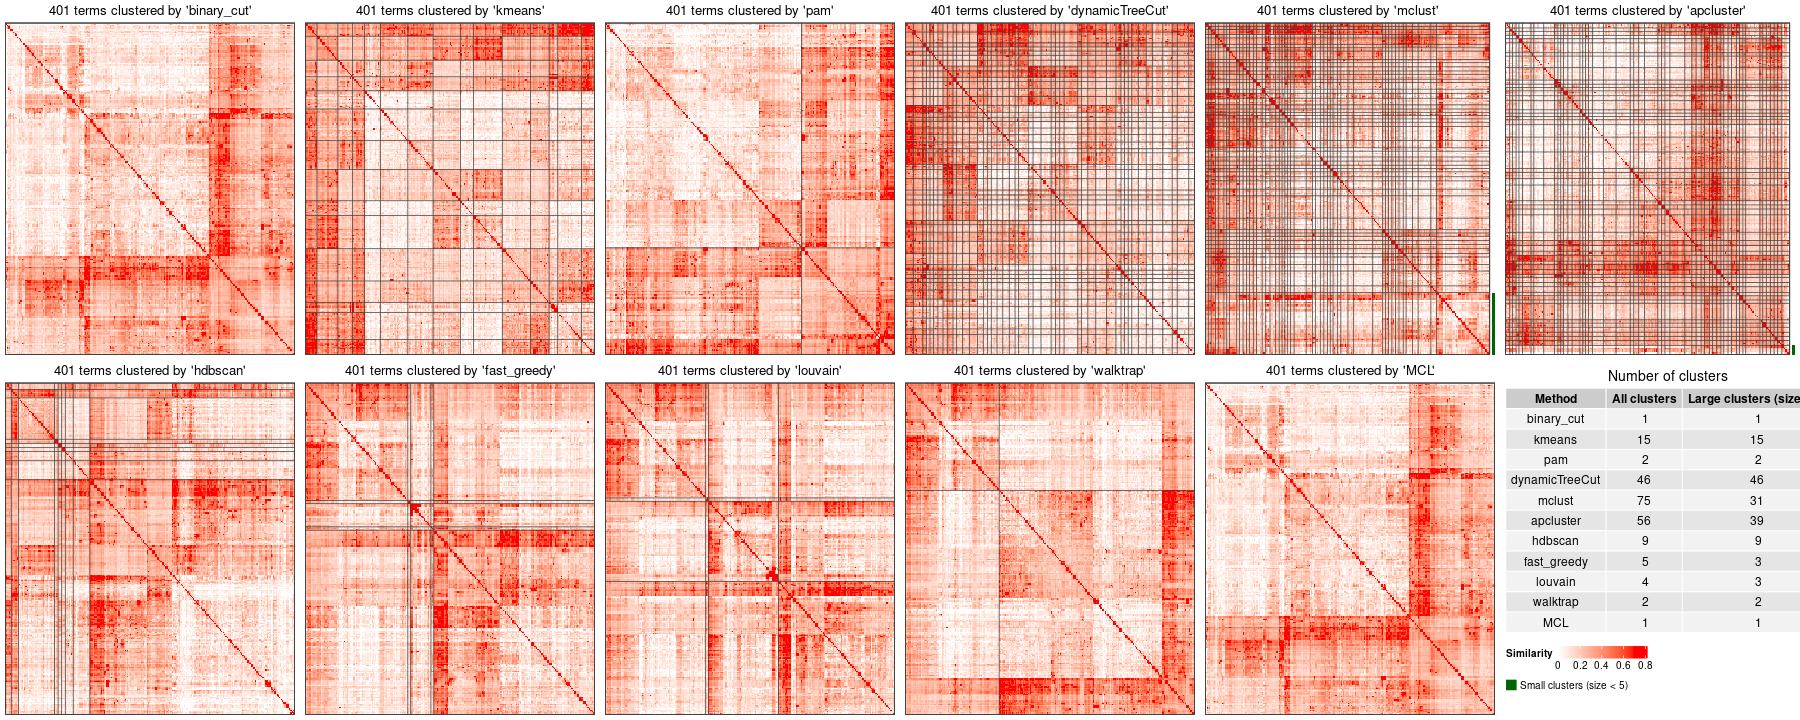 401 terms clustered by 'binary_cut'
401 terms clustered by 'kmeans'
401 terms clustered by 'pam'
401 terms clustered by 'dynamicTreeCut'
401 terms clustered by 'mclust'
401 terms clustered by 'apcluster'
401 terms clustered by 'hdbscan'
401 terms clustered by 'fast_greedy'
401 terms clustered by 'louvain'
401 terms clustered by 'walktrap'
401 terms clustered by 'MCL'
Number of clusters
Method All clusters Large clusters (size
binary_cut 1 1
kmeans 15 15
pam 2 2
dynamicTreeCut 46 46
mclust 75 31
apcluster 56 39
hdbscan 9 9
fast_greedy 5 3
louvain 4 3
walktrap 2 2
MCL 1 1
Similarity
0 0.2 0.4 0.6 0.8
Small clusters (size < 5)